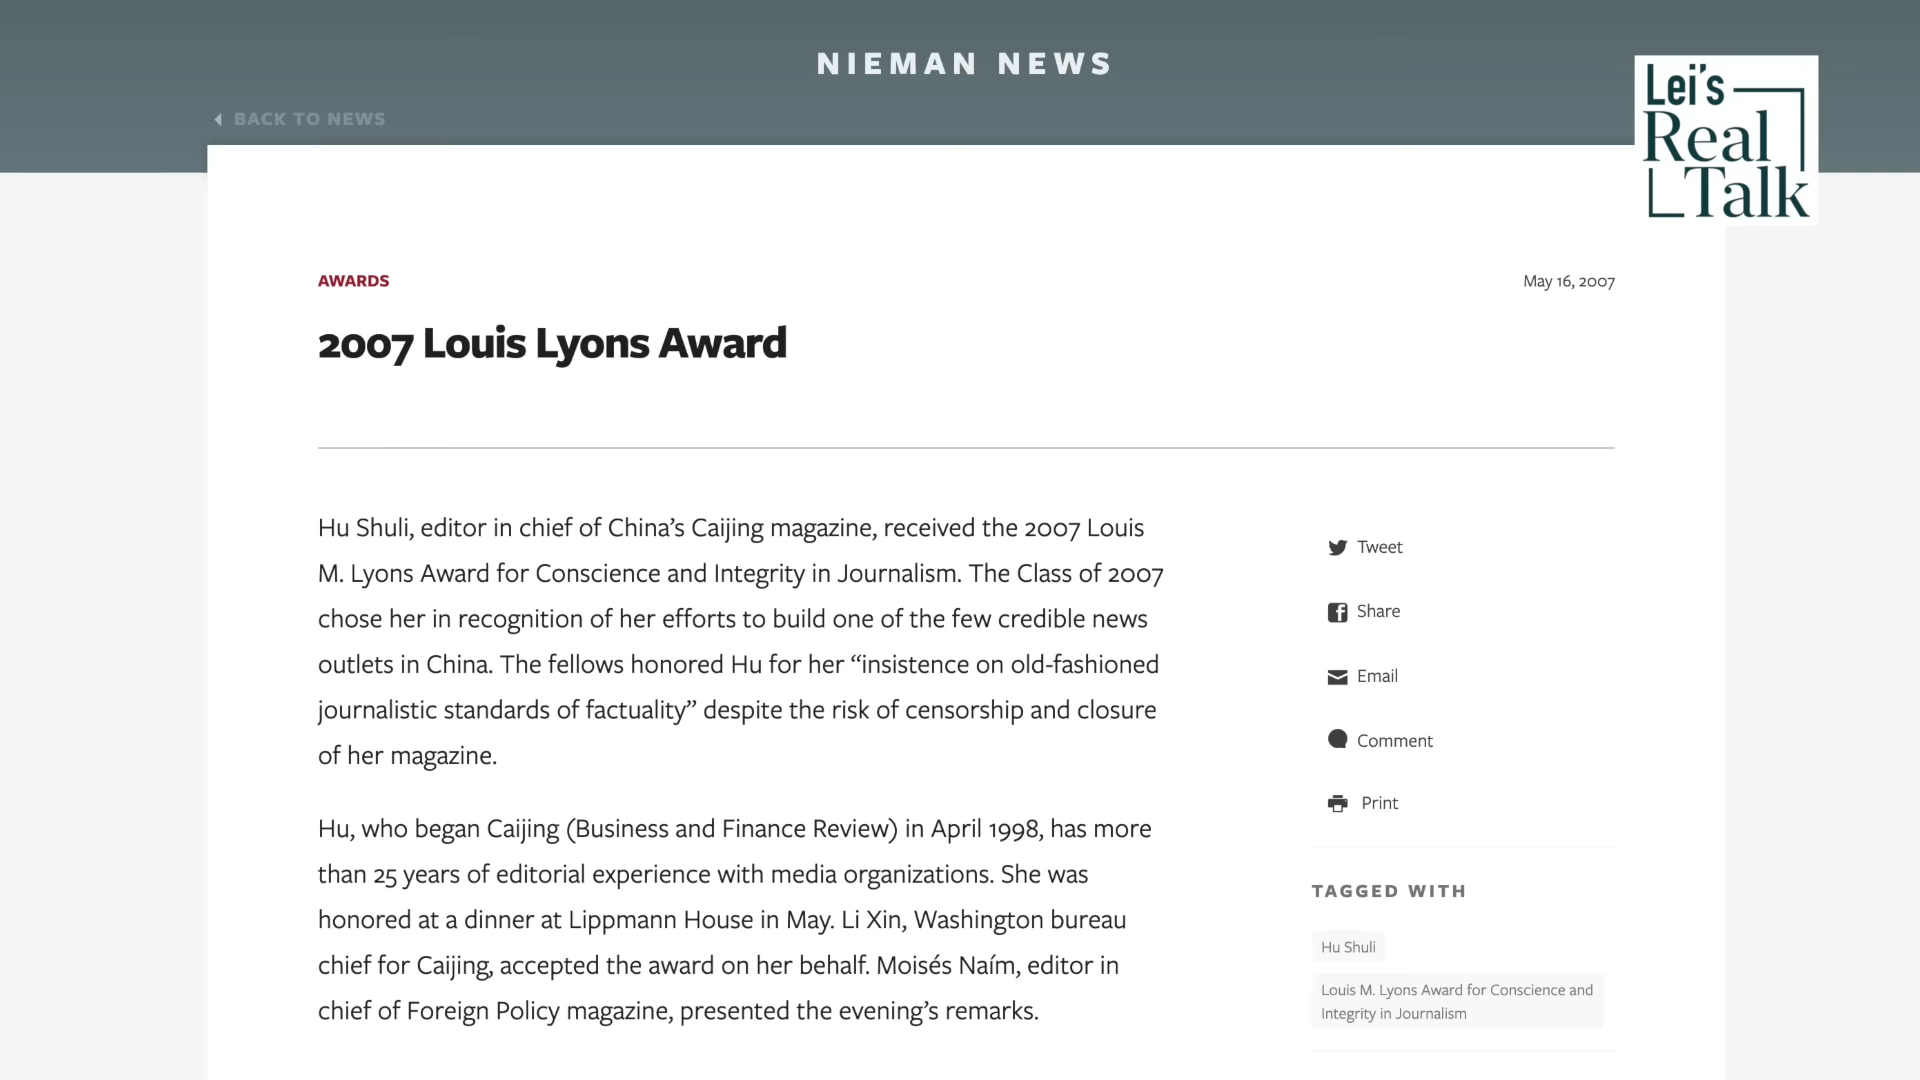 NIEMAN NEWS
BACK TO NEWS
Lei's
Real
Talk
AWARDS
May 16, 2007
2007 Louis Lyons Award
Hu Shuli, editor in chief of China’s Caijing magazine, received the 2007 Louis
M. Lyons Award for Conscience and Integrity in Journalism. The Class of 2007
chose her in recognition of her efforts to build one of the few credible news
outlets in China. The fellows honored Hu for her “insistence on old-fashioned
journalistic standards of factuality” despite the risk of censorship and closure
of her magazine.
Hu, who began Caijing (Business and Finance Review) in April 1998, has more
than 25 years of editorial experience with media organizations. She was
honored at a dinner at Lippmann House in May. Li Xin, Washington bureau
chief for Caijing, accepted the award on her behalf. Moisés Naím, editor in
chief of Foreign Policy magazine, presented the evening’s remarks.
Tweet
Share
Email
Comment
Print
TAGGED WITH
Hu Shuli
Louis M. Lyons Award for Conscience and
Integrity in Journalism